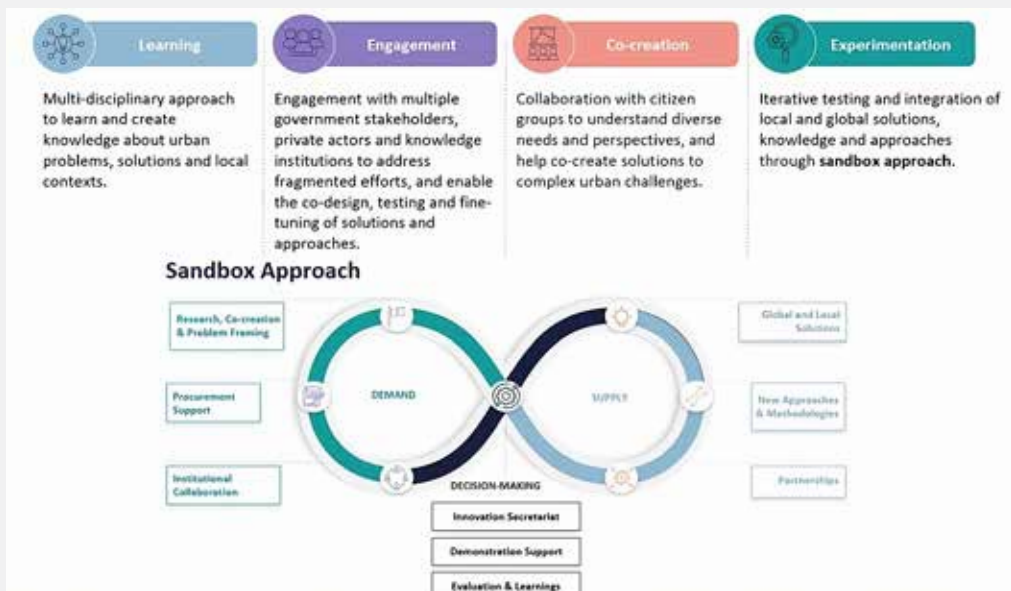 Learning
Engagement
Co-creation
Experimentation
Multi-disciplinary approach
to learn and create
knowledge about urban
problems, solutions and local
contexts.
Engagement with multiple
government stakeholders,
private actors and knowledge
institutions to address
fragmented efforts, and enable
the co-design, testing and fine-
tuning of solutions and
approaches.
Collaboration with citizen
groups to understand diverse
needs and perspectives, and
help co-create solutions to
complex urban challenges.
Iterative testing and integration of
local and global solutions,
knowledge and approaches
through sandbox approach.
Sandbox Approach
Research, Co-creation
& Problem Framing
Procurement
Support
Institutional
Collaboration
DEMAND
SUPPLY
Global and Local
Solutions
New Approaches
& Methodologies
Partnerships
DECISION-MAKING
Innovation Secretariat
Demonstration Support
Evaluation & Learnings